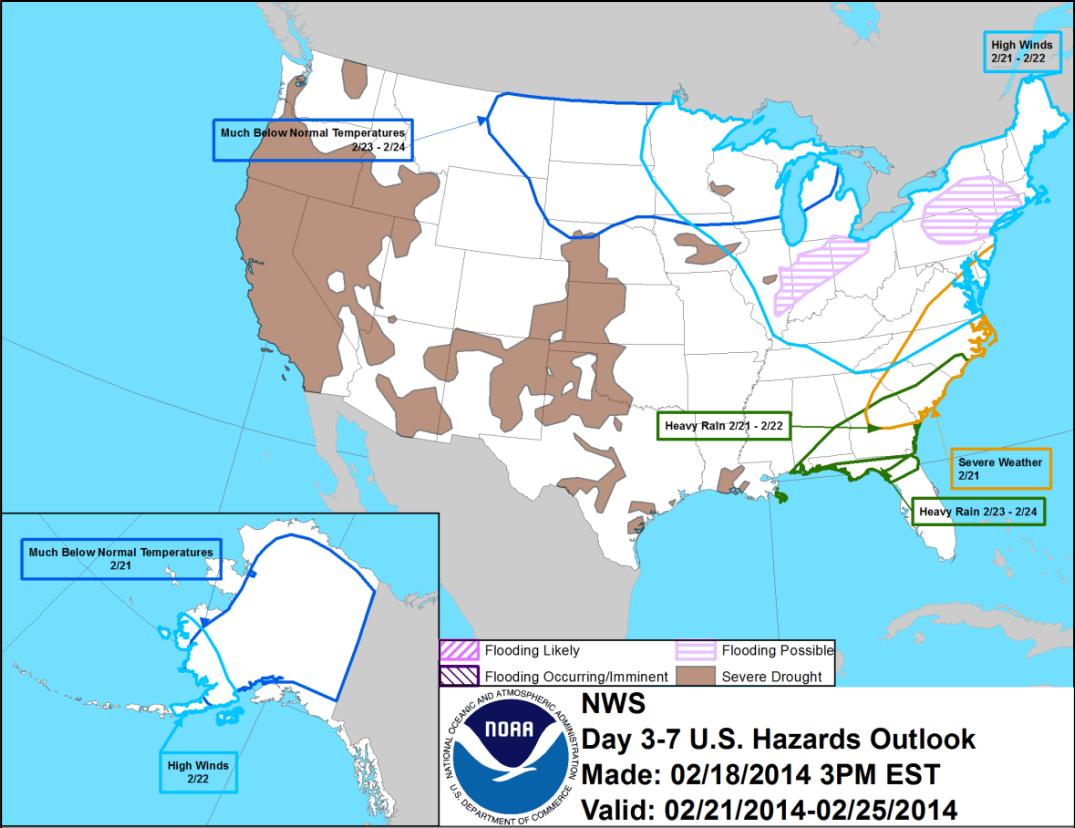 High Winds
2/21 - 2/22
Much Below Normal Temperatures
2/23 - 2/24
Heavy Rain 2/21 - 2/22
Severe Weather
2/21
Heavy Rain 2/23 - 2/24
Much Below Normal Temperatures
2/21
High Winds
2/22
Flooding Likely
Flooding Possible
Flooding Occurring/Imminent
Severe Drought
NATIONAL OCEANIC AND ATMOSPHERIC ADMINISTRATION
NOAA
U.S. DEPARTMENT OF COMMERCE
NWS
Day 3-7 U.S. Hazards Outlook
Made: 02/18/2014 3PM EST
Valid: 02/21/2014-02/25/2014